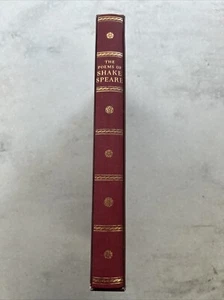 THE
POEMS OF
SHAKE
SPEARE